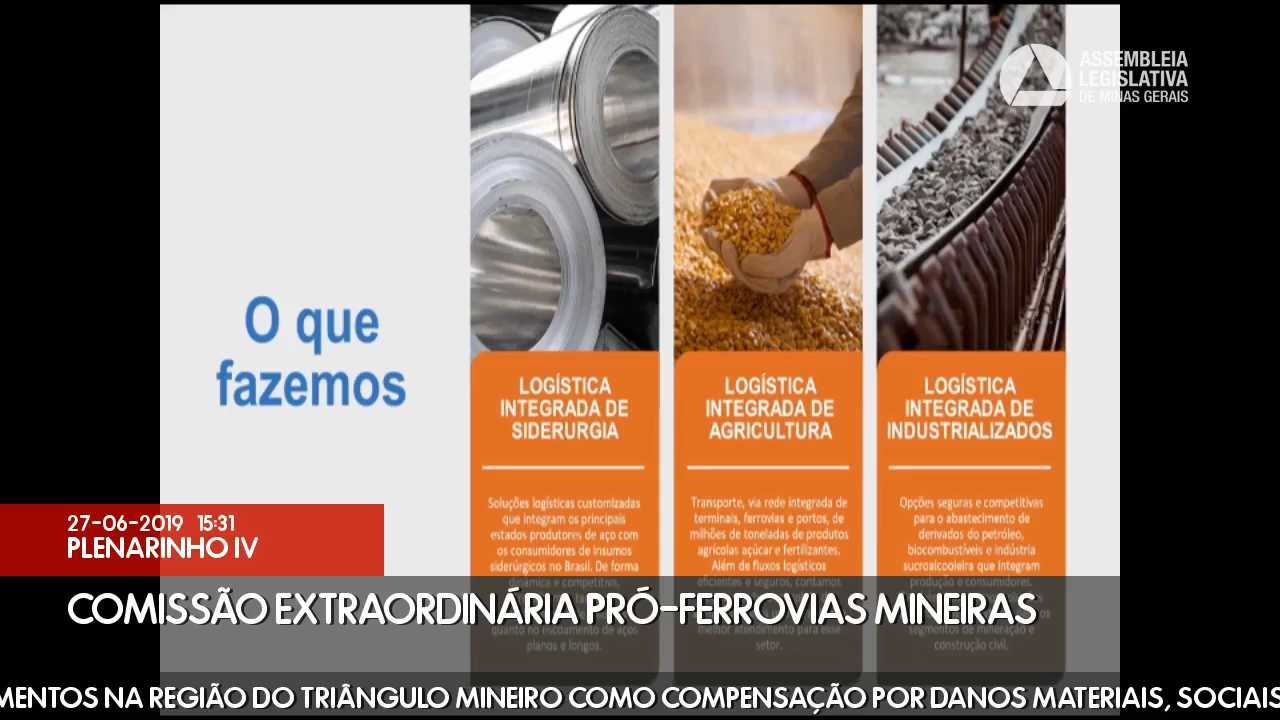 ASSEMBLEIA
LEGISLATIVA
DE MINAS GERAIS
O que
fazemos
LOGÍSTICA
INTEGRADA DE
SIDERURGIA
Soluções logísticas customizadas
que integram os principais
estados produtores de aço com
os consumidores de insumos
siderúrgicos no Brasil. De forma
dinâmica e competitiva,
quanto no escoamento de aços
planos e longos.
LOGÍSTICA
INTEGRADA DE
AGRICULTURA
Transporte, via rede integrada de
terminais, ferrovias e portos, de
milhões de toneladas de produtos
agrícolas açúcar e fertilizantes.
Além de fluxos logísticos
eficientes e seguros, contamos
melhor atendimento para esse
setor.
LOGÍSTICA
INTEGRADA DE
INDUSTRIALIZADOS
Opções seguras e competitivas
para o abastecimento de
derivados do petróleo,
biocombustíveis e indústria
sucroalcooleira que integram
produção e consumidores.
segmentos de mineração e
construção civil.
27-06-2019 15:31
PLENARINHO IV
COMISSÃO EXTRAORDINÁRIA PRÓ-FERROVIAS MINEIRAS
MENTOS NA REGIÃO DO TRIÂNGULO MINEIRO COMO COMPENSAÇÃO POR DANOS MATERIAIS, SOCIAIS